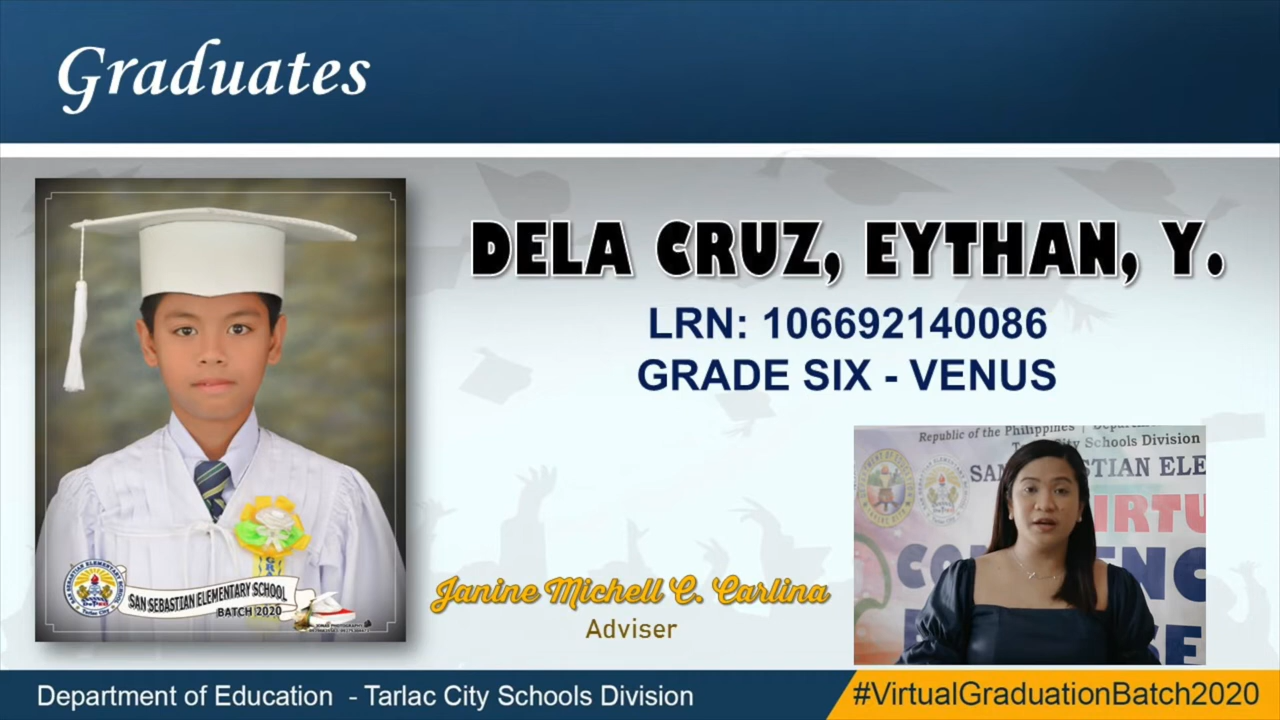 Graduates
DELA CRUZ, EYTHAN, Y.
LRN: 106692140086
GRADE SIX - VENUS
SAN SEBASTIAN ELEMENTARY SCHOOL
BATCH 2020
Republic of the Philippines |
City Schools Division
Janine Michell C. Carlina
Adviser
Department of Education - Tarlac City Schools Division
#VirtualGraduationBatch2020